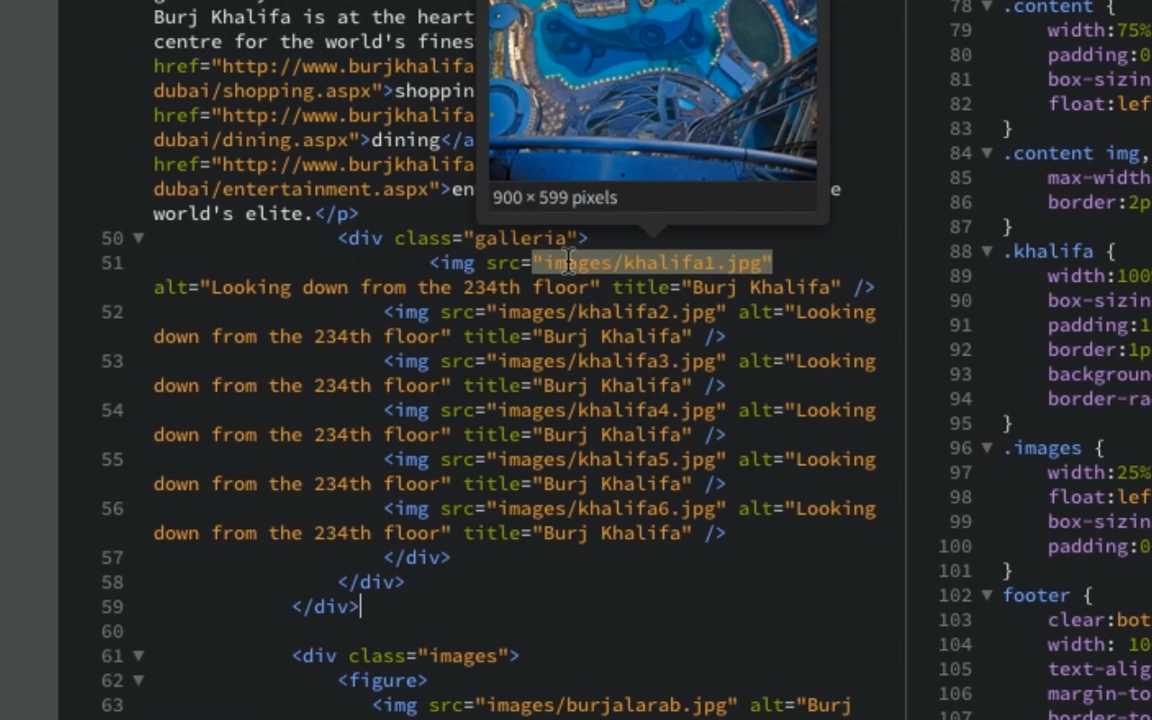 Burj Khalifa is at the heart
centre for the world's fines
href="http://www.burjkhalifa
dubai/shopping.aspx">shoppin
href="http://www.burjkhalifa
dubai/dining.aspx">dining</a
href="http://www.burjkhalifa
dubai/entertainment.aspx">en e
world's elite.</p>
900 × 599 pixels
50 ▼ <div class="galleria">
51 <img src="images/khalifa1.jpg"
alt="Looking down from the 234th floor" title="Burj Khalifa" />
52 <img src="images/khalifa2.jpg" alt="Looking
down from the 234th floor" title="Burj Khalifa" />
53 <img src="images/khalifa3.jpg" alt="Looking
down from the 234th floor" title="Burj Khalifa" />
54 <img src="images/khalifa4.jpg" alt="Looking
down from the 234th floor" title="Burj Khalifa" />
55 <img src="images/khalifa5.jpg" alt="Looking
down from the 234th floor" title="Burj Khalifa" />
56 <img src="images/khalifa6.jpg" alt="Looking
down from the 234th floor" title="Burj Khalifa" />
57 </div>
58 </div>
59 </div>
60
61 ▼ <div class="images">
62 ▼ <figure>
63 <img src="images/burjalarab.jpg" alt="Burj
78 ▼ .content {
79 width:75%
80 padding:0
81 box-sizin
82 float:lef
83 }
84 ▼ .content img,
85 max-width
86 border:2p
87 }
88 ▼ .khalifa {
89 width:100
90 box-sizin
91 padding:1
92 border:1p
93 backgroun
94 border-ra
95 }
96 ▼ .images {
97 width:25%
98 float:lef
99 box-sizin
100 padding:0
101 }
102 ▼ footer {
103 clear:bot
104 width: 10
105 text-alig
106 margin-to
107 border-to